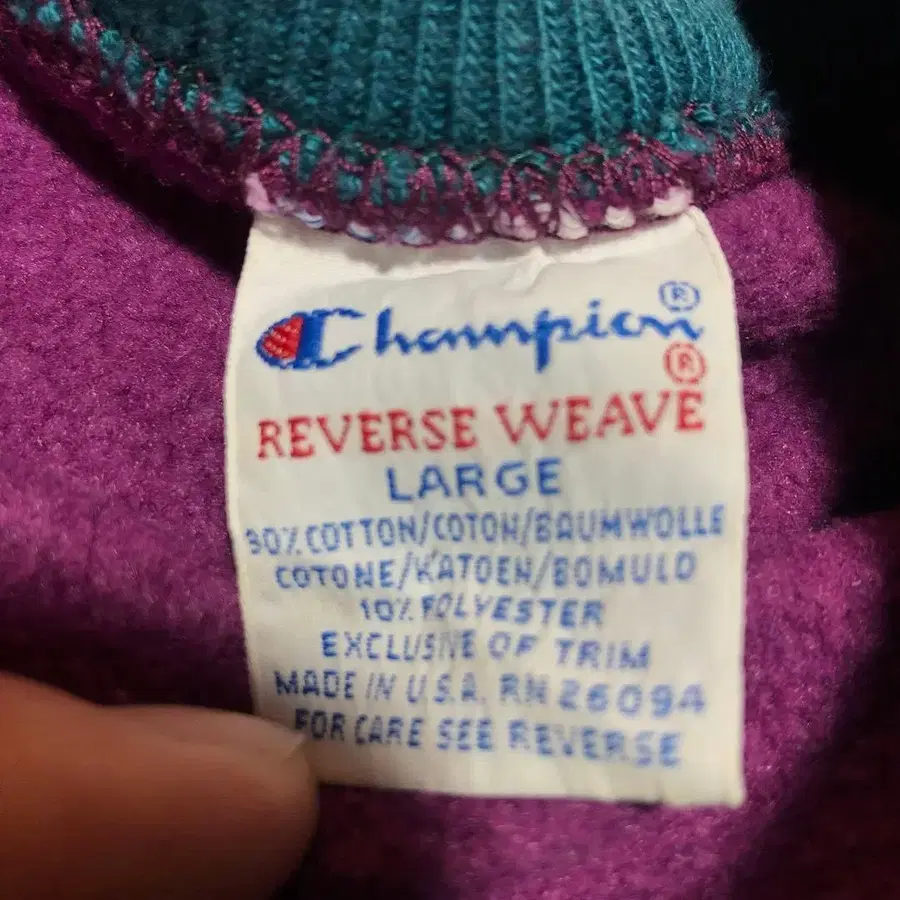 Champion®
REVERSE WEAVE®
LARGE
90% COTTON/COTON/BAUMWOLLE
COTONE/KATOEN/BOMULD
10% POLYESTER
EXCLUSIVE OF TRIM
MADE IN U.S.A. RN 26094
FOR CARE SEE REVERSE